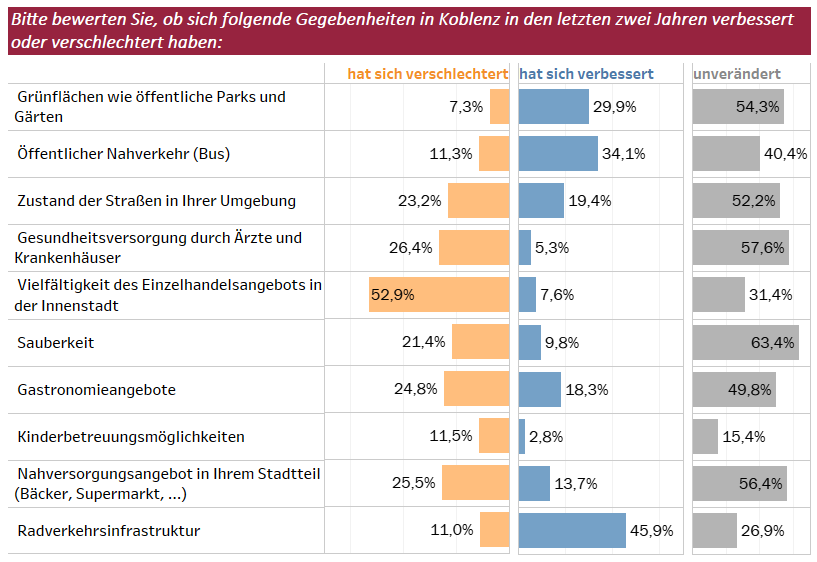 Bitte bewerten Sie, ob sich folgende Gegebenheiten in Koblenz in den letzten zwei Jahren verbessert
oder verschlechtert haben:
hat sich verschlechtert hat sich verbessert unverändert
Grünflächen wie öffentliche Parks und
Gärten
7,3% 29,9% 54,3%
Öffentlicher Nahverkehr (Bus) 11,3% 34,1% 40,4%
Zustand der Straßen in Ihrer Umgebung 23,2% 19,4% 52,2%
Gesundheitsversorgung durch Ärzte und
Krankenhäuser
26,4% 5,3% 57,6%
Vielfältigkeit des Einzelhandelsangebots in
der Innenstadt
52,9% 7,6% 31,4%
Sauberkeit 21,4% 9,8% 63,4%
Gastronomieangebote 24,8% 18,3% 49,8%
Kinderbetreuungsmöglichkeiten 11,5% 2,8% 15,4%
Nahversorgungsangebot in Ihrem Stadtteil
(Bäcker, Supermarkt, ...)
25,5% 13,7% 56,4%
Radverkehrsinfrastruktur 11,0% 45,9% 26,9%